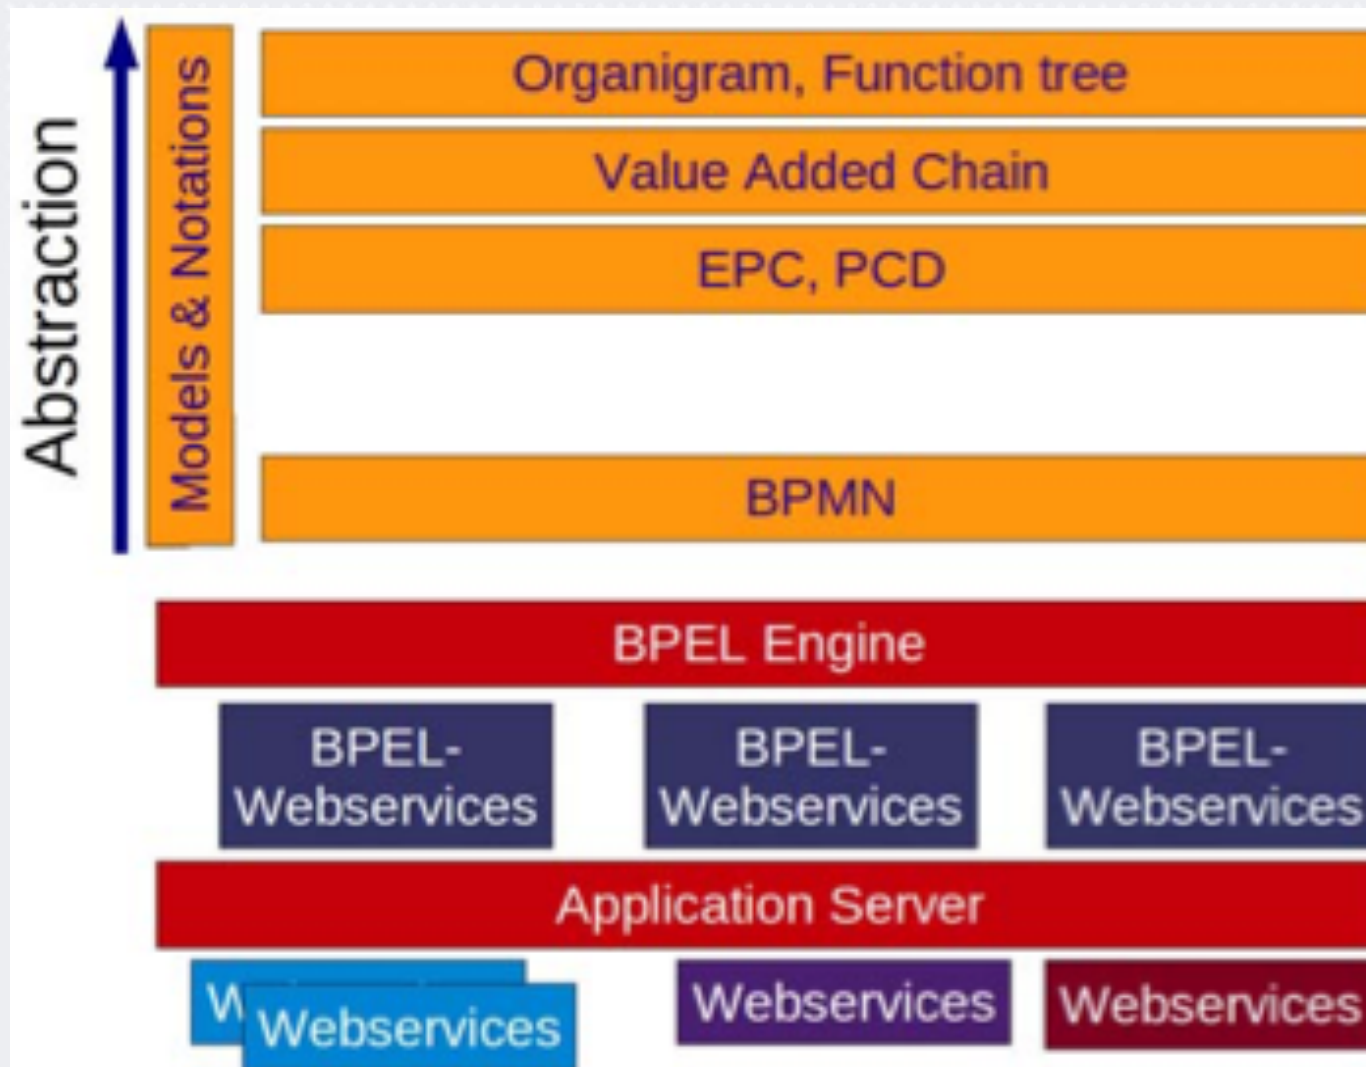 Abstraction
Models & Notations
Organigram, Function tree
Value Added Chain
EPC, PCD
BPMN
BPEL Engine
BPEL-
Webservices
BPEL-
Webservices
BPEL-
Webservices
Application Server
W
Webservices
Webservices
Webservices